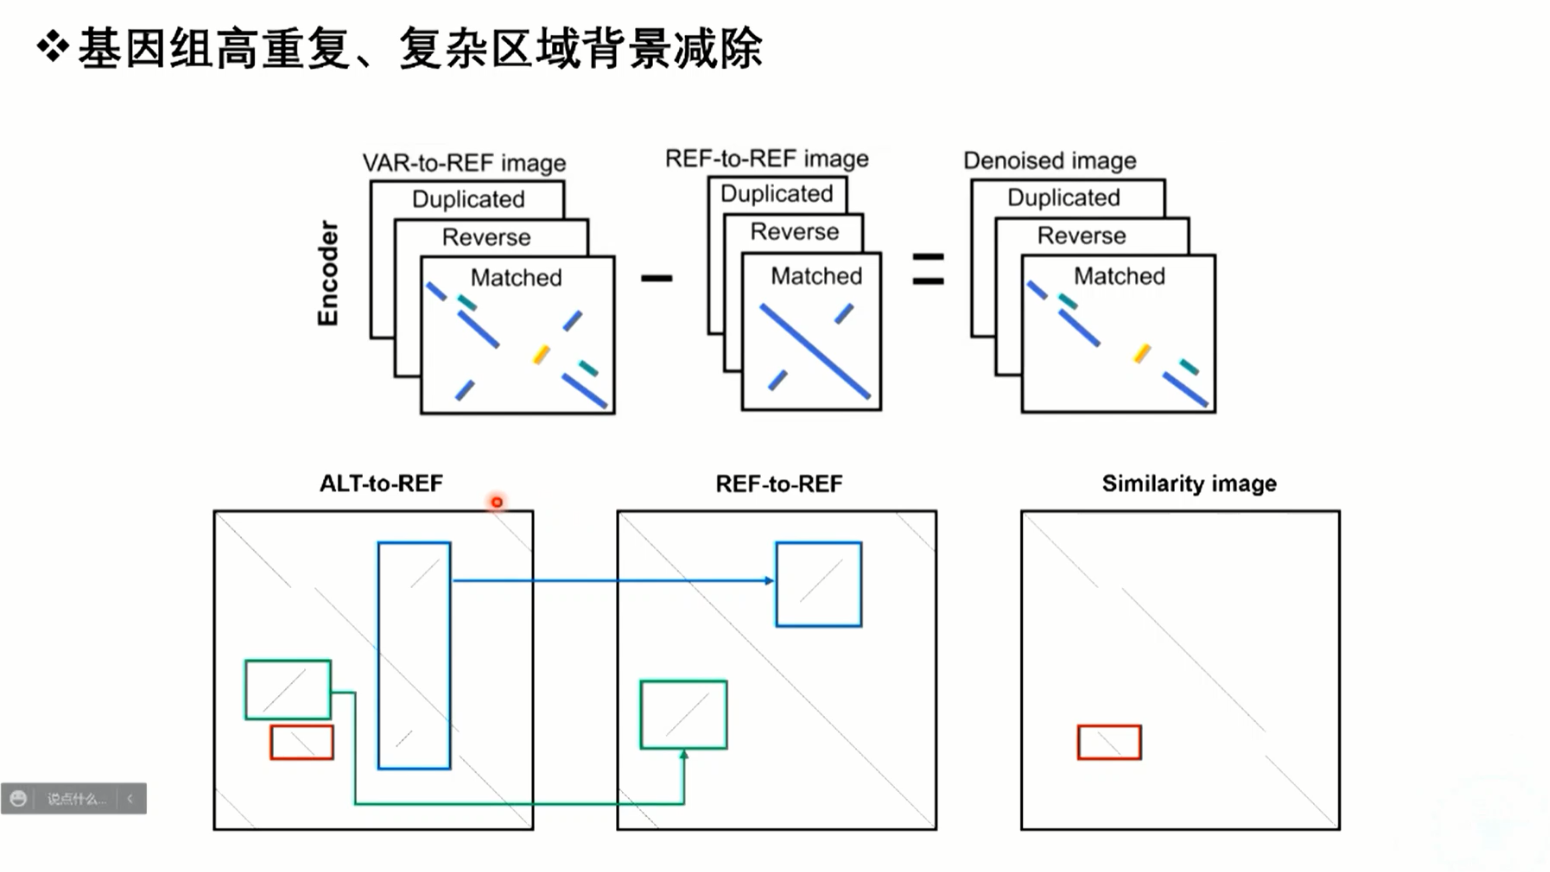 ❖基因组高重复、复杂区域背景减除
VAR-to-REF image
REF-to-REF image
Denoised image
Encoder
Duplicated
Reverse
Matched
Duplicated
Reverse
Matched
Duplicated
Reverse
Matched
ALT-to-REF
REF-to-REF
Similarity image
说点什么...